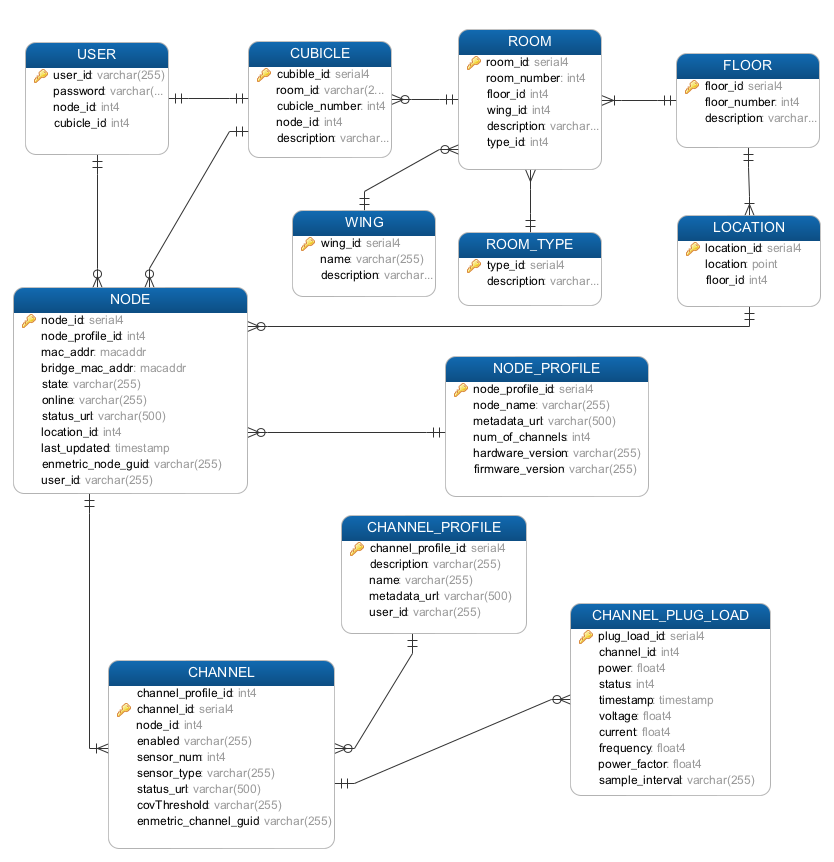 USER
user_id: varchar(255)
password: varchar(...
node_id: int4
cubicle_id: int4
CUBICLE
cubible_id: serial4
room_id: varchar(2...
cubicle_number: int4
node_id: int4
description: varchar...
ROOM
room_id: serial4
room_number: int4
floor_id: int4
wing_id: int4
description: varchar...
type_id: int4
FLOOR
floor_id: serial4
floor_number: int4
description: varchar...
WING
wing_id: serial4
name: varchar(255)
description: varchar...
ROOM_TYPE
type_id: serial4
description: varchar...
LOCATION
location_id: serial4
location: point
floor_id: int4
NODE
node_id: serial4
node_profile_id: int4
mac_addr: macaddr
bridge_mac_addr: macaddr
state: varchar(255)
online: varchar(255)
status_url: varchar(500)
location_id: int4
last_updated: timestamp
enmetric_node_guid: varchar(255)
user_id: varchar(255)
NODE_PROFILE
node_profile_id: serial4
node_name: varchar(255)
metadata_url: varchar(500)
num_of_channels: int4
hardware_version: varchar(255)
firmware_version: varchar(255)
CHANNEL_PROFILE
channel_profile_id: serial4
description: varchar(255)
name: varchar(255)
metadata_url: varchar(500)
user_id: varchar(255)
CHANNEL_PLUG_LOAD
plug_load_id: serial4
channel_id: int4
power: float4
status: int4
timestamp: timestamp
voltage: float4
current: float4
frequency: float4
power_factor: float4
sample_interval: varchar(255)
CHANNEL
channel_profile_id: int4
channel_id: serial4
node_id: int4
enabled: varchar(255)
sensor_num: int4
sensor_type: varchar(255)
status_url: varchar(500)
covThreshold: varchar(255)
enmetric_channel_guid: varchar(255)